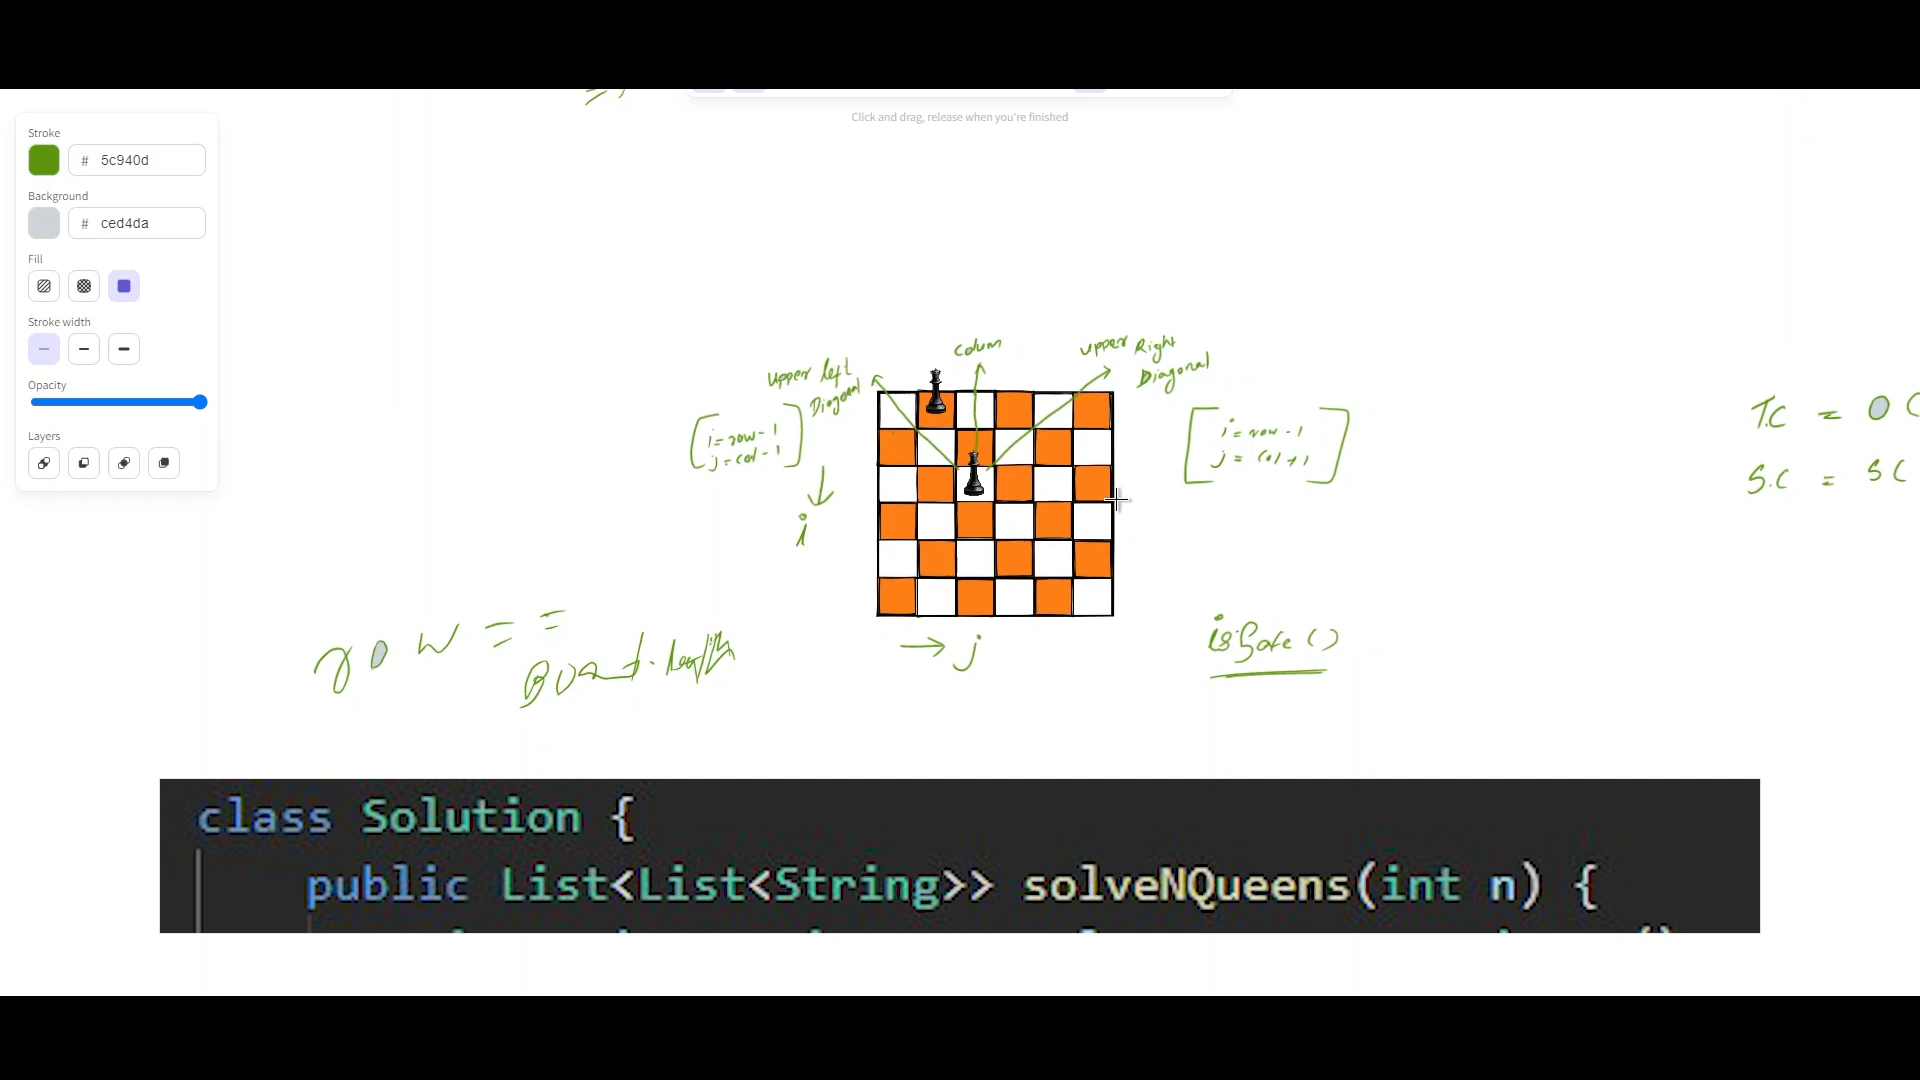 Click and drag, release when you're finished
Stroke
# 5c940d
Background
# ced4da
Fill
Stroke width
Opacity
Layers
Upper left
Diagonal
[i = row - 1
j = col - 1]
i
colum
upper Right
Diagonal
[i = row - 1
j = col + 1]
T.C = O C
S.C = S C
row ==
Board.length
→ j
isSafe ()
class Solution {
public List<List<String>> solveNQueens(int n) {